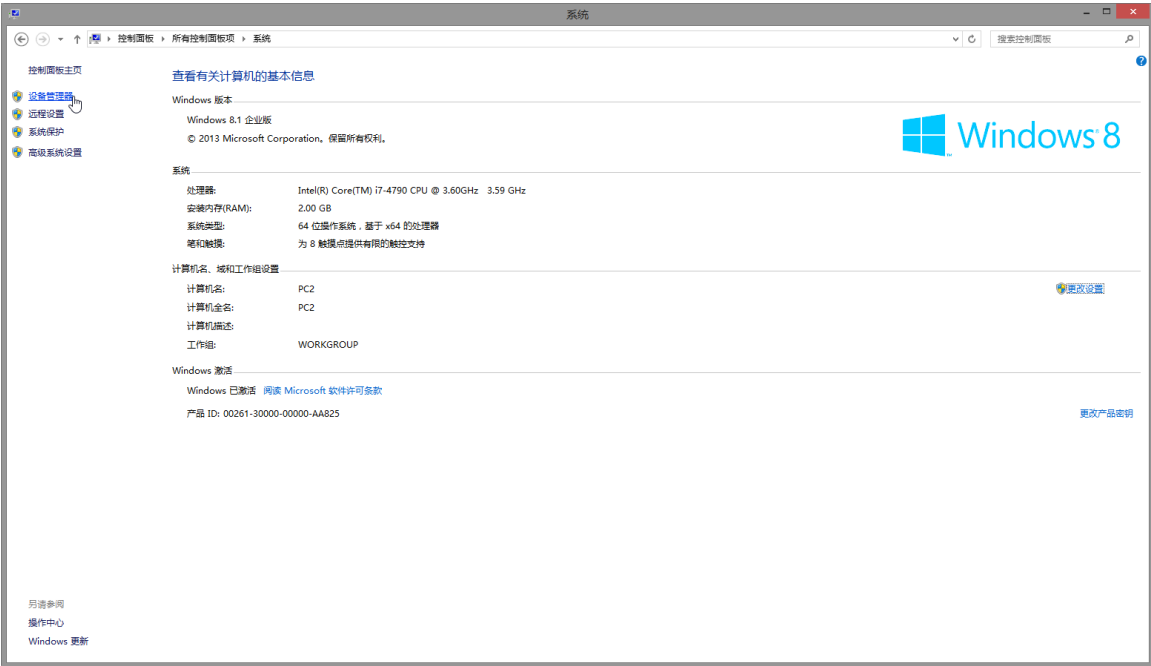 系统
控制面板 所有控制面板项 系统
搜索控制面板
控制面板主页
设备管理器
远程设置
系统保护
高级系统设置
查看有关计算机的基本信息
Windows 版本
Windows 8.1 企业版
© 2013 Microsoft Corporation。保留所有权利。
Windows 8
系统
处理器: Intel(R) Core(TM) i7-4790 CPU @ 3.60GHz 3.59 GHz
安装内存(RAM): 2.00 GB
系统类型: 64 位操作系统，基于 x64 的处理器
笔和触摸: 为 8 触摸点提供有限的触控支持
计算机名、域和工作组设置
计算机名: PC2 更改设置
计算机全名: PC2
计算机描述:
工作组: WORKGROUP
Windows 激活
Windows 已激活 阅读 Microsoft 软件许可条款
产品 ID: 00261-30000-00000-AA825 更改产品密钥
另请参阅
操作中心
Windows 更新